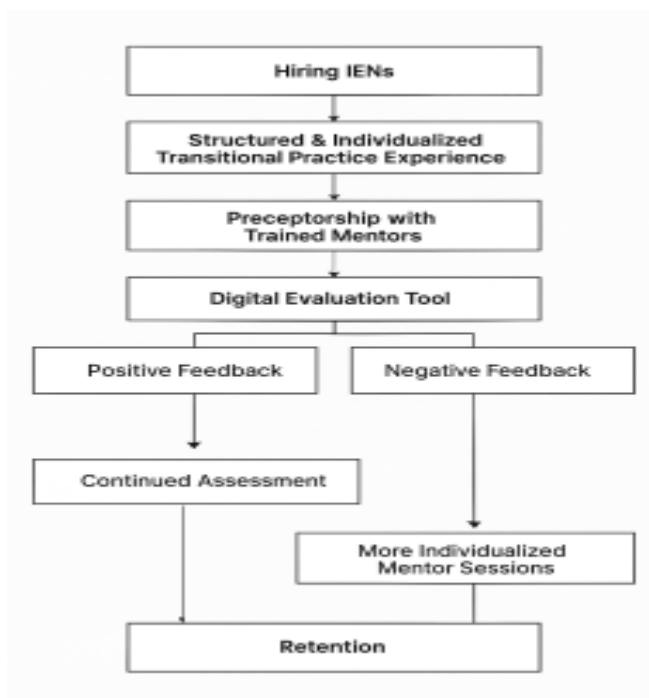 Hiring IENs
Structured & Individualized
Transitional Practice Experience
Preceptorship with
Trained Mentors
Digital Evaluation Tool
Positive Feedback
Negative Feedback
Continued Assessment
More Individualized
Mentor Sessions
Retention